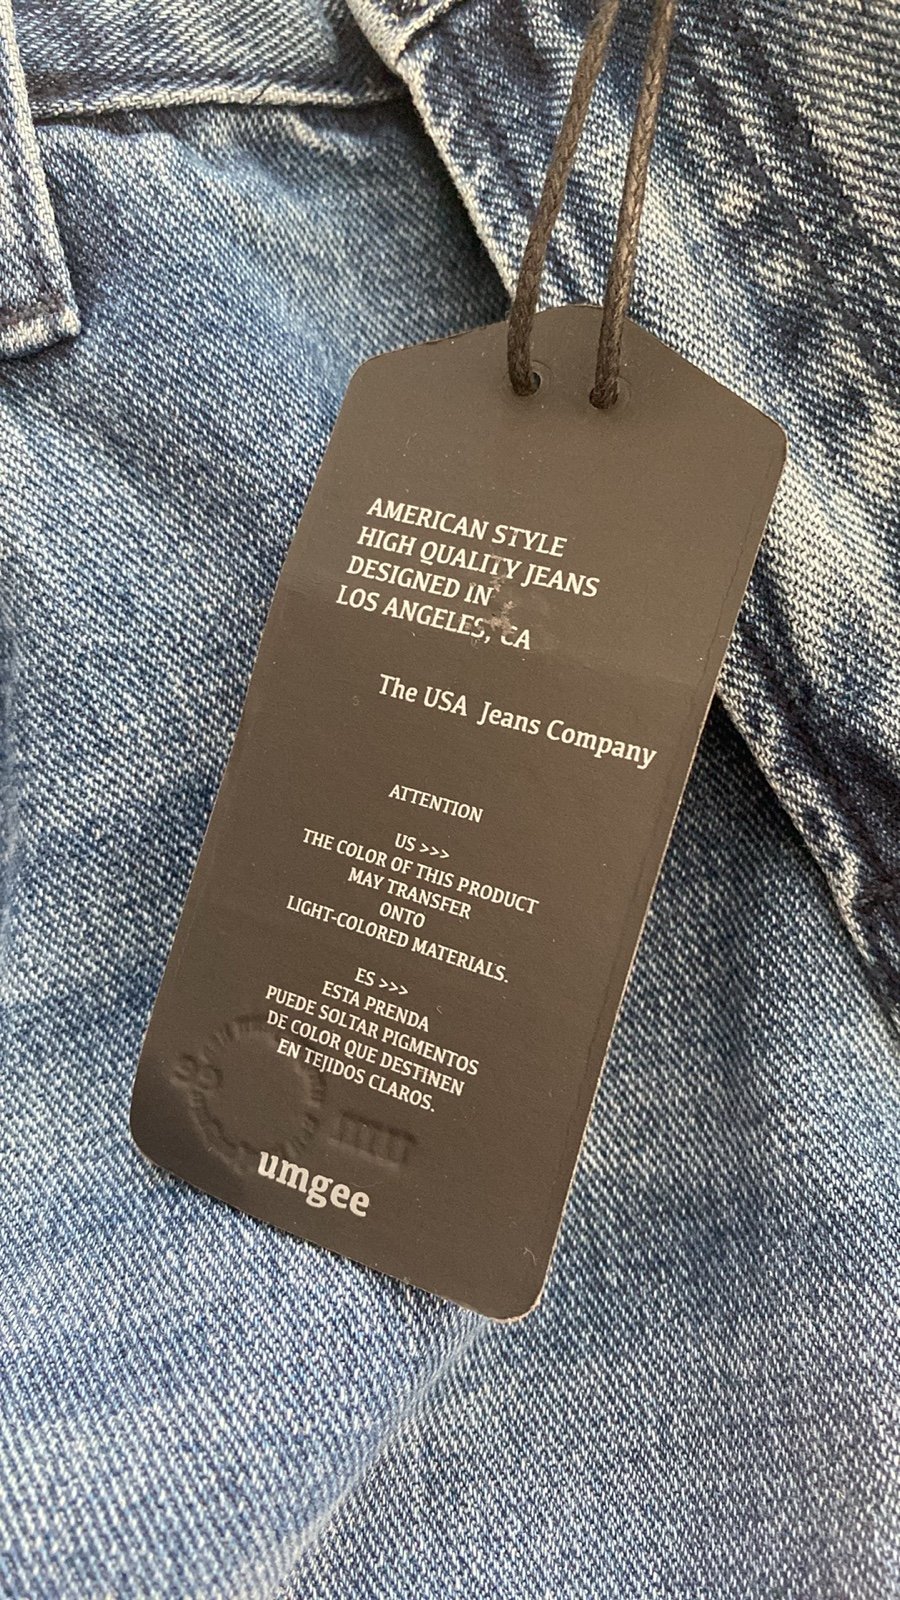 AMERICAN STYLE
HIGH QUALITY JEANS
DESIGNED IN
LOS ANGELES, CA
The USA Jeans Company
ATTENTION
US >>>
THE COLOR OF THIS PRODUCT
MAY TRANSFER
ONTO
LIGHT-COLORED MATERIALS.
ES >>>
ESTA PRENDA
PUEDE SOLTAR PIGMENTOS
DE COLOR QUE DESTINEN
EN TEJIDOS CLAROS.
umgee